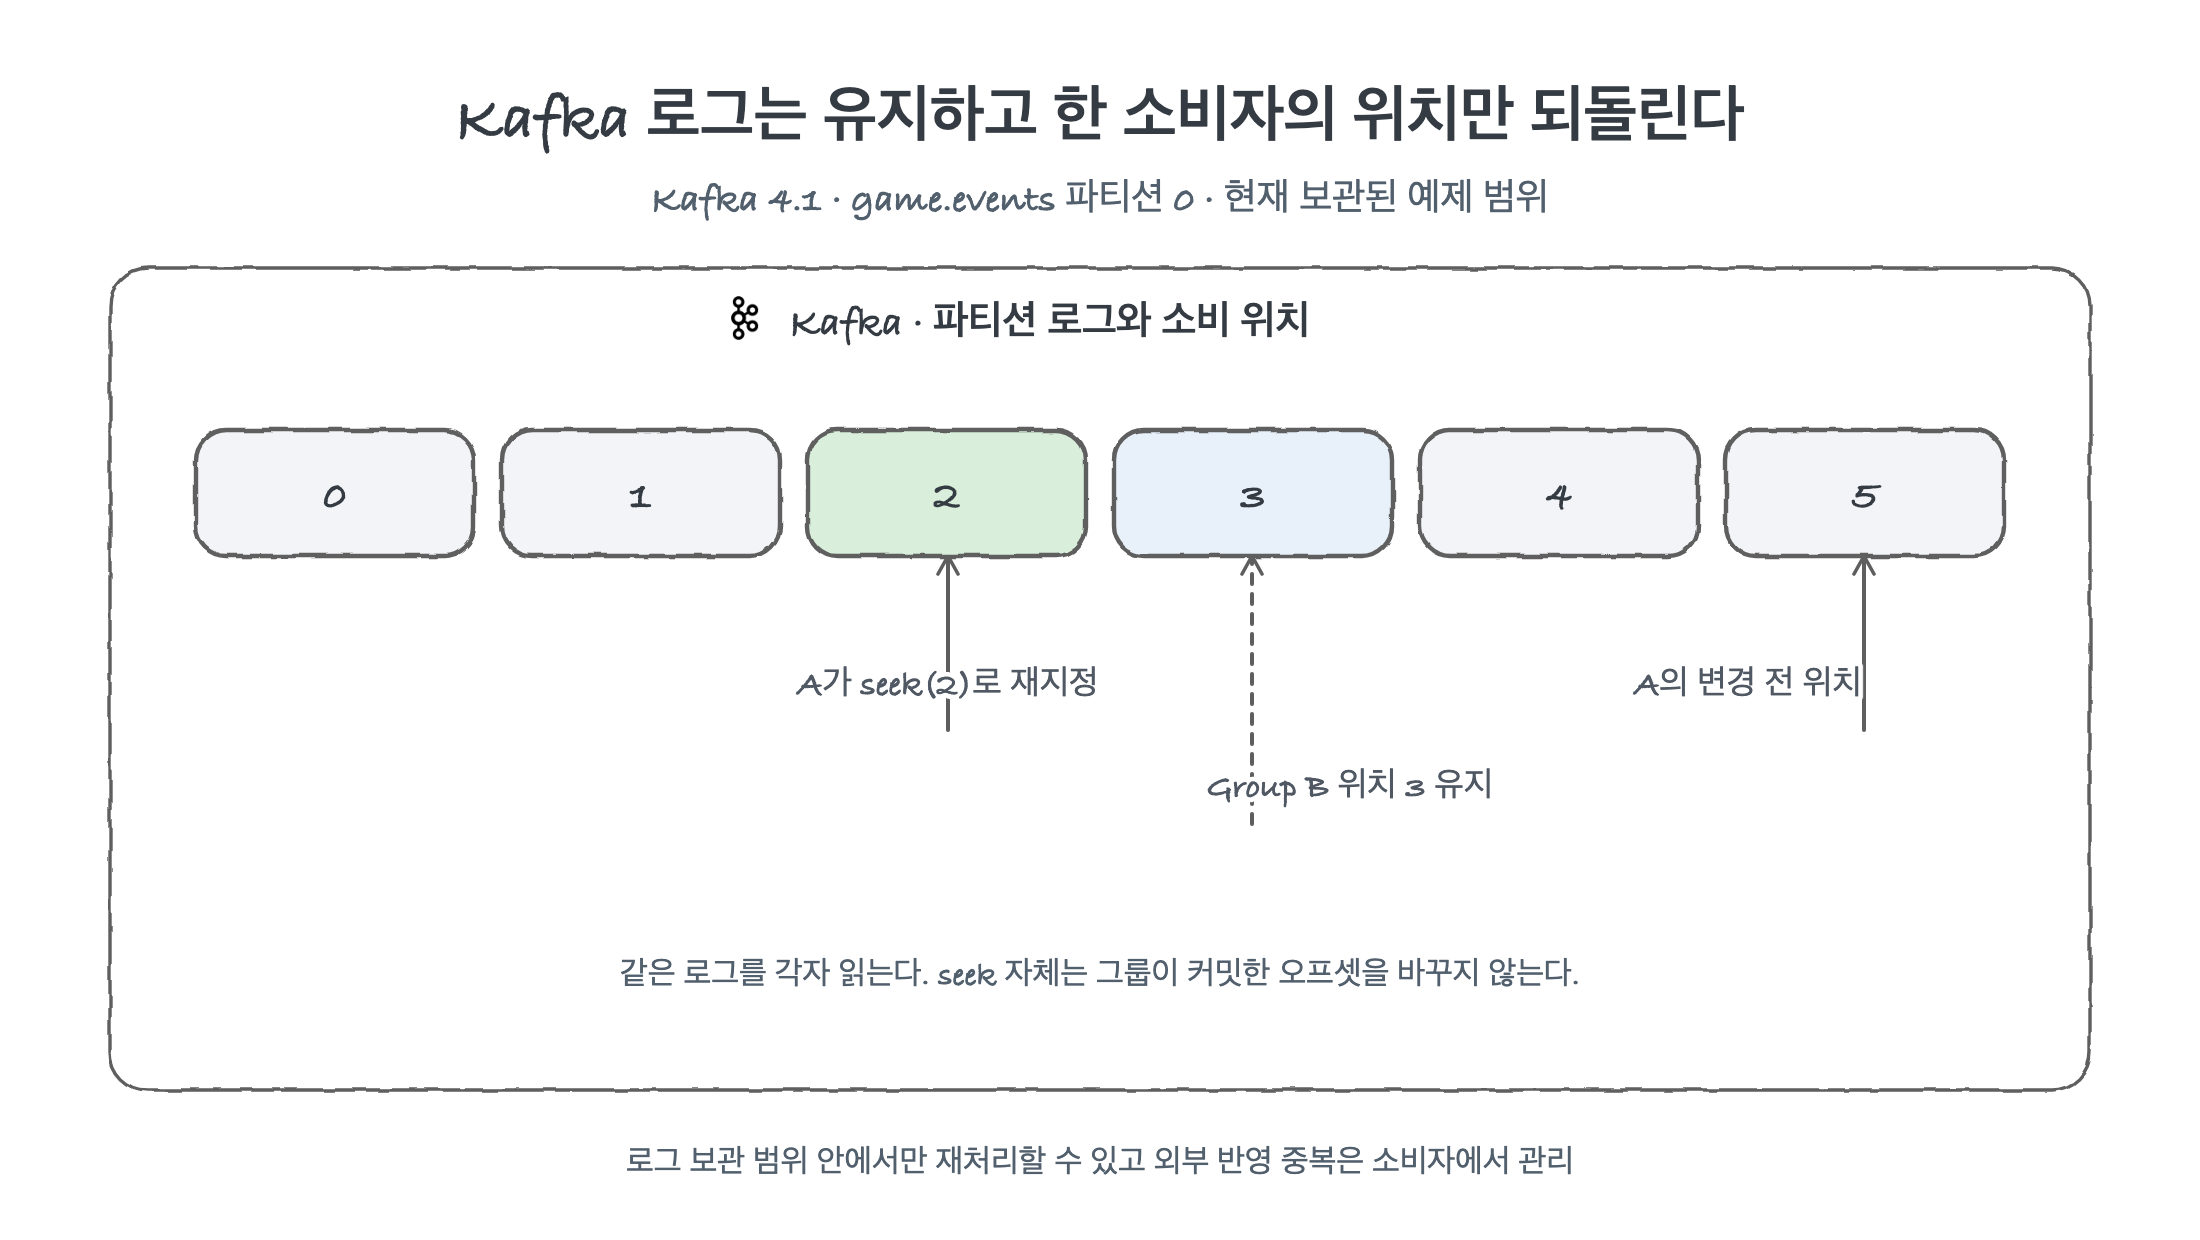 Kafka 로그는 유지하고 한 소비자의 위치만 되돌린다
Kafka 4.1 · game.events 파티션 0 · 현재 보관된 예제 범위
Kafka · 파티션 로그와 소비 위치
0 1 2 3 4 5
A가 seek(2)로 재지정
A의 변경 전 위치
Group B 위치 3 유지
같은 로그를 각자 읽는다. seek 자체는 그룹이 커밋한 오프셋을 바꾸지 않는다.
로그 보관 범위 안에서만 재처리할 수 있고 외부 반영 중복은 소비자에서 관리